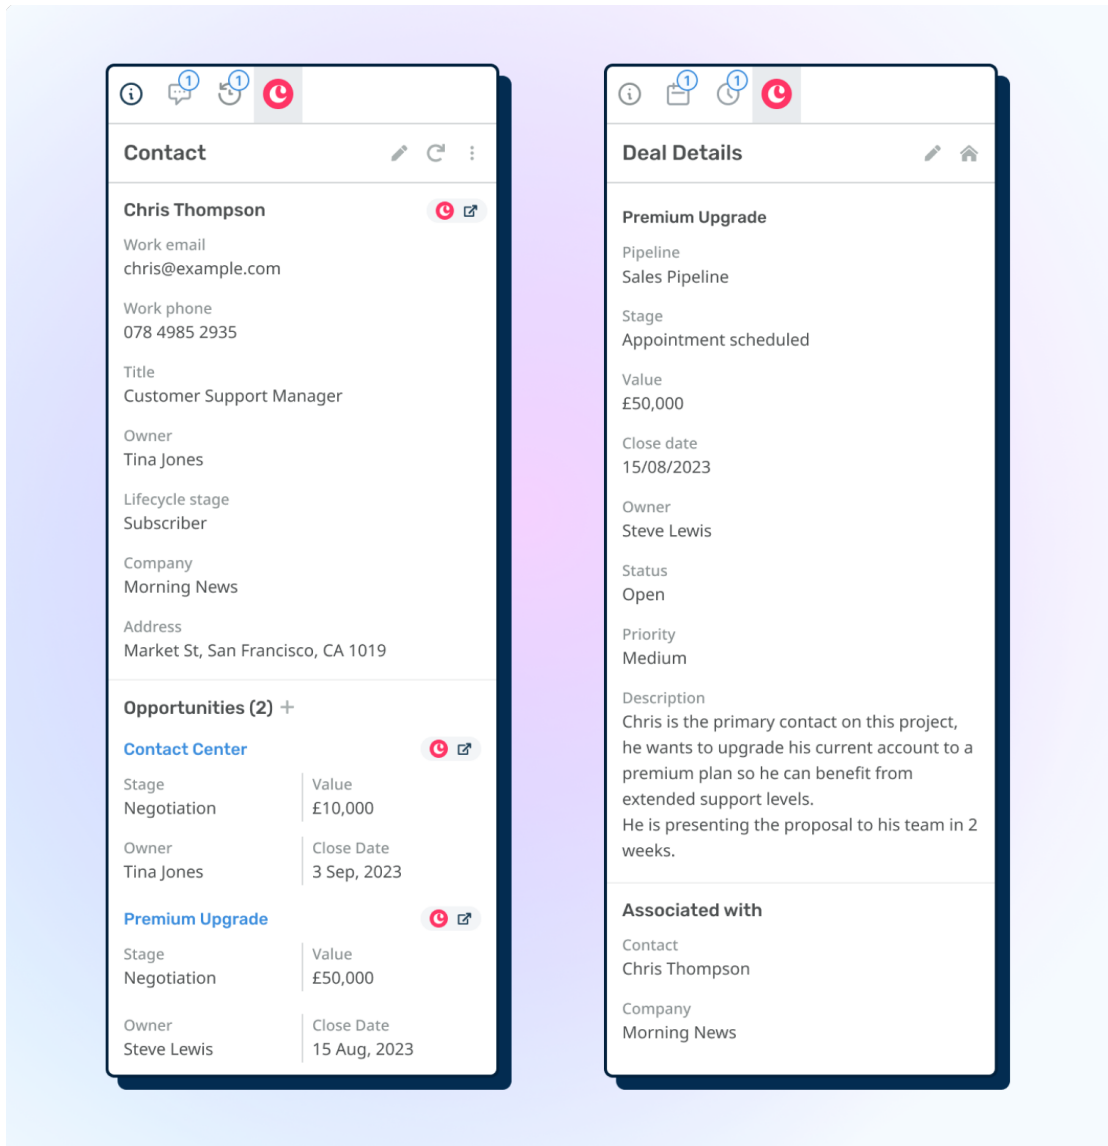 1
1
Contact
Chris Thompson
Work email
chris@example.com
Work phone
078 4985 2935
Title
Customer Support Manager
Owner
Tina Jones
Lifecycle stage
Subscriber
Company
Morning News
Address
Market St, San Francisco, CA 1019
Opportunities (2) +
Contact Center
Stage
Negotiation
Value
£10,000
Owner
Tina Jones
Close Date
3 Sep, 2023
Premium Upgrade
Stage
Negotiation
Value
£50,000
Owner
Steve Lewis
Close Date
15 Aug, 2023
1
1
Deal Details
Premium Upgrade
Pipeline
Sales Pipeline
Stage
Appointment scheduled
Value
£50,000
Close date
15/08/2023
Owner
Steve Lewis
Status
Open
Priority
Medium
Description
Chris is the primary contact on this project,
he wants to upgrade his current account to a
premium plan so he can benefit from
extended support levels.
He is presenting the proposal to his team in 2
weeks.
Associated with
Contact
Chris Thompson
Company
Morning News